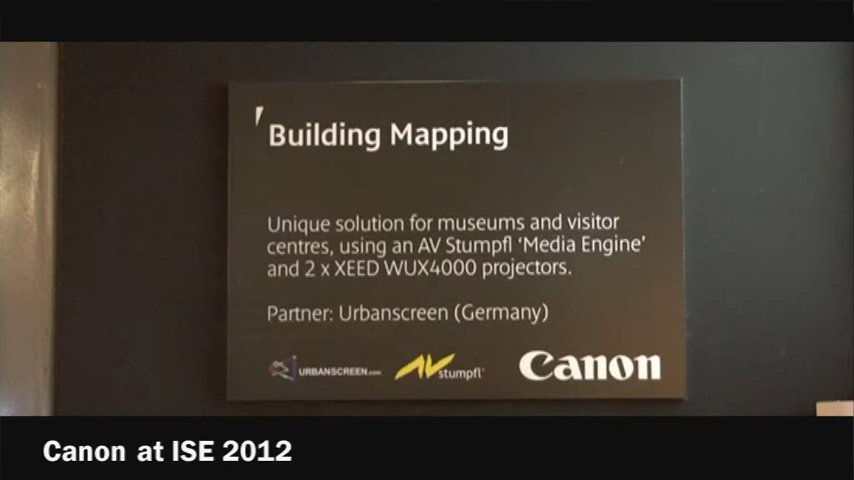 Building Mapping
Unique solution for museums and visitor
centres, using an AV Stumpfl ‘Media Engine’
and 2 x XEED WUX4000 projectors.
Partner: Urbanscreen (Germany)
URBANSCREEN.com
AV stumpfl
Canon
Canon at ISE 2012